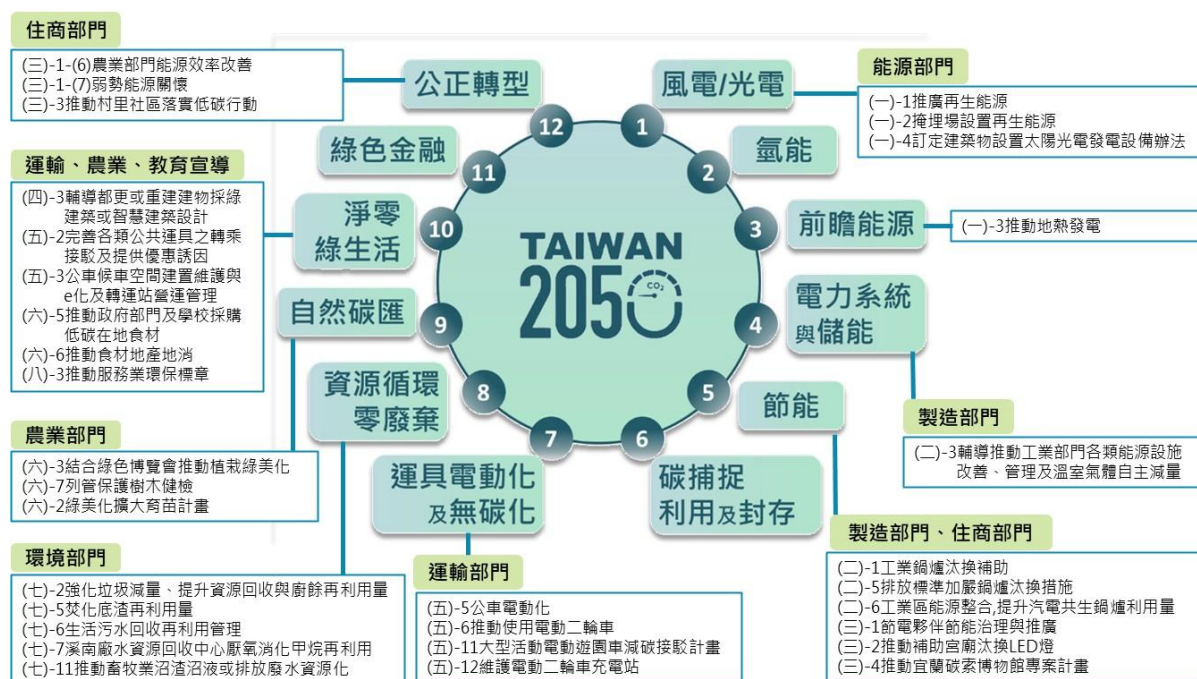 住商部門
(三)-1-(6)農業部門能源效率改善
(三)-1-(7)弱勢能源關懷
(三)-3推動村里社區落實低碳行動
運輸、農業、教育宣導
(四)-3輔導都更或重建建物採綠
建築或智慧建築設計
(五)-2完善各類公共運具之轉乘
接駁及提供優惠誘因
(五)-3公車候車空間建置維護與
e化及轉運站營運管理
(六)-5推動政府部門及學校採購
低碳在地食材
(六)-6推動食材地產地消
(八)-3推動服務業環保標章
農業部門
(六)-3結合綠色博覽會推動植栽綠美化
(六)-7列管保護樹木健檢
(六)-2綠美化擴大育苗計畫
環境部門
(七)-2強化垃圾減量、提升資源回收與廚餘再利用量
(七)-5焚化底渣再利用量
(七)-6生活污水回收再利用管理
(七)-7溪南廠水資源回收中心厭氧消化甲烷再利用
(七)-11推動畜牧業沼渣沼液或排放廢水資源化
公正轉型
12
綠色金融
11
淨零
綠生活
10
自然碳匯
9
資源循環
零廢棄
8
運具電動化
及無碳化
7
TAIWAN
2050
CO₂
風電/光電
1
氫能
2
前瞻能源
3
電力系統
與儲能
4
節能
5
碳捕捉
利用及封存
6
運輸部門
(五)-5公車電動化
(五)-6推動使用電動二輪車
(五)-11大型活動電動遊園車減碳接駁計畫
(五)-12維護電動二輪車充電站
能源部門
(一)-1推廣再生能源
(一)-2掩埋場設置再生能源
(一)-4訂定建築物設置太陽光電發電設備辦法
(一)-3推動地熱發電
製造部門
(二)-3輔導推動工業部門各類能源設施
改善、管理及溫室氣體自主減量
製造部門、住商部門
(二)-1工業鍋爐汰換補助
(二)-5排放標準加嚴鍋爐汰換措施
(二)-6工業區能源整合,提升汽電共生鍋爐利用量
(三)-1節電夥伴節能治理與推廣
(三)-2推動補助宮廟汰換LED燈
(三)-4推動宜蘭碳索博物館專案計畫